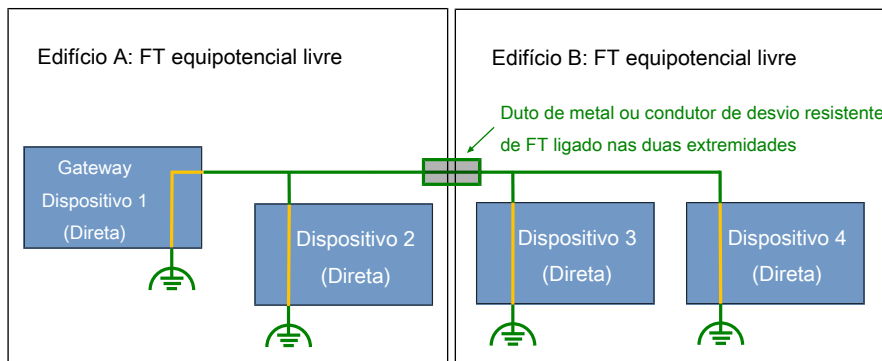 Edifício A: FT equipotencial livre
Edifício B: FT equipotencial livre
Duto de metal ou condutor de desvio resistente
de FT ligado nas duas extremidades
Gateway
Dispositivo 1
(Direta)
Dispositivo 2
(Direta)
Dispositivo 3
(Direta)
Dispositivo 4
(Direta)